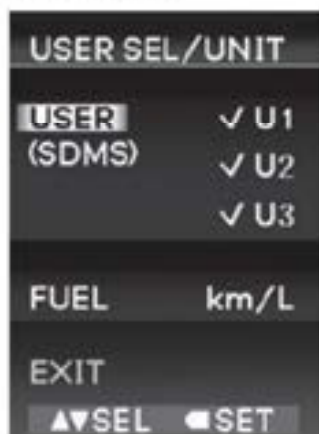 USER SEL/UNIT
USER ✓ U1
(SDMS) ✓ U2
✓ U3
FUEL km/L
EXIT
▲▼SEL ◀SET